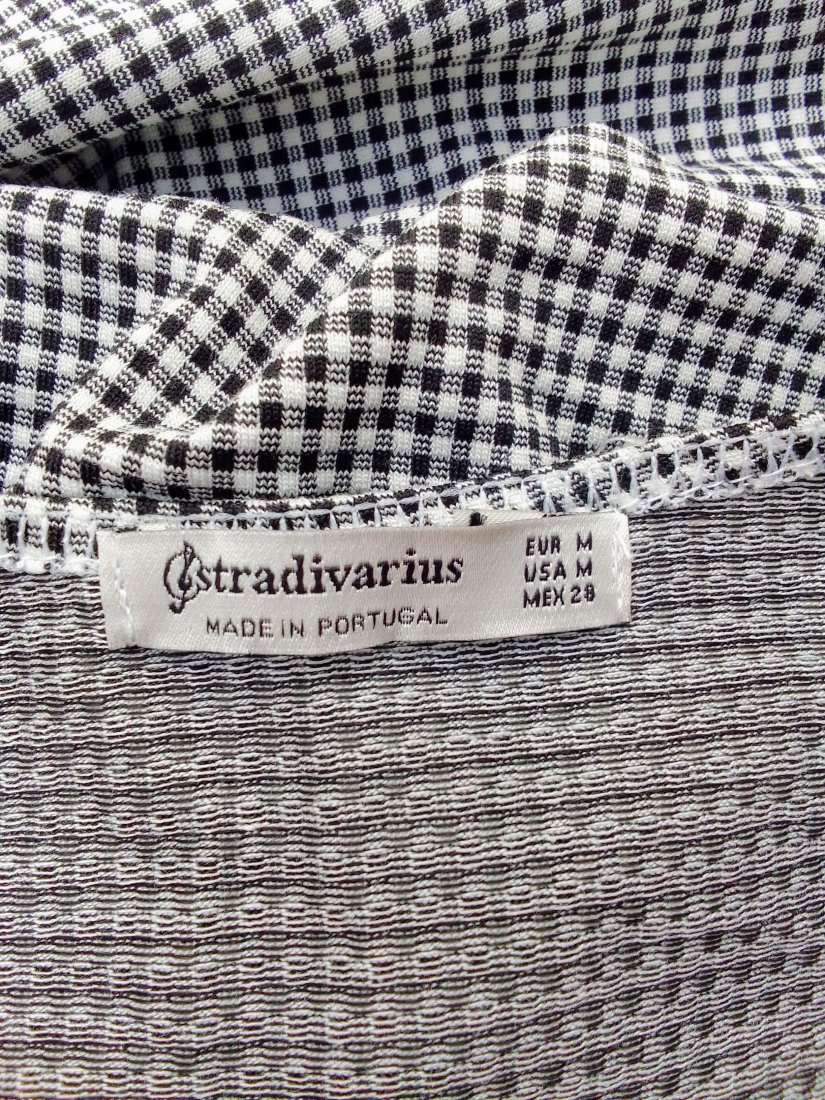 stradivarius
MADE IN PORTUGAL
EUR M
USA M
MEX 28